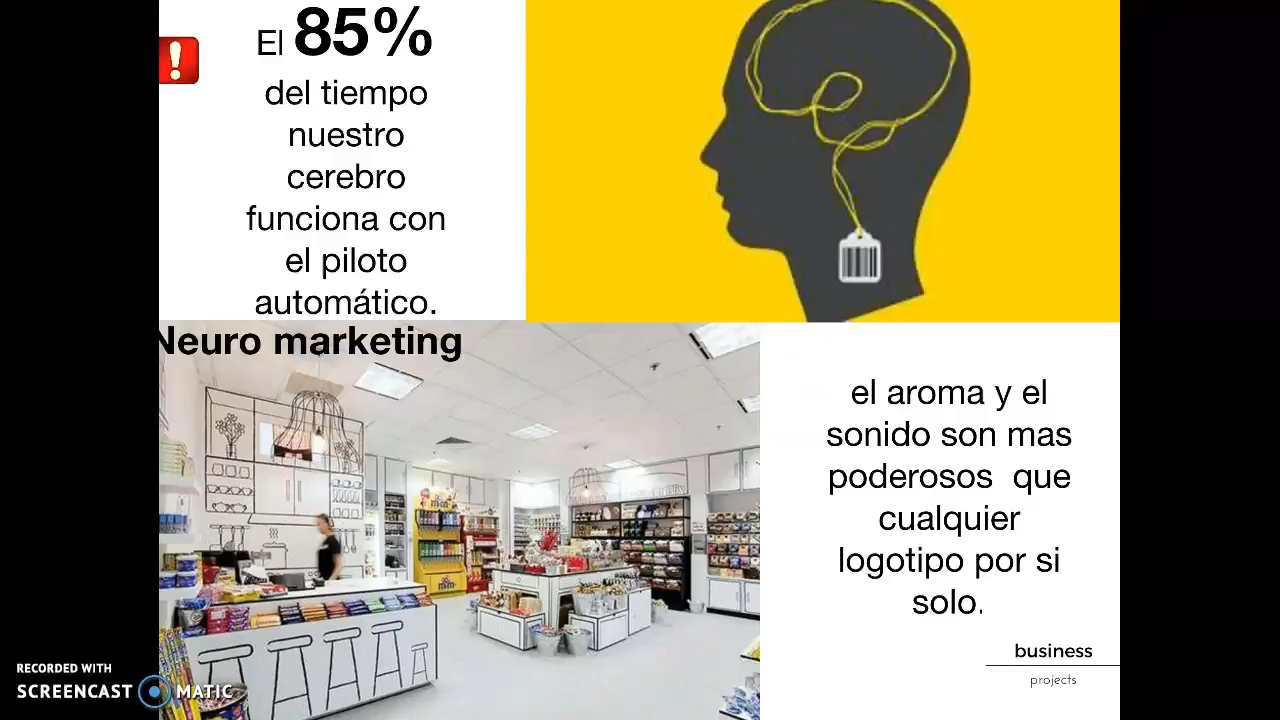 El 85%
del tiempo
nuestro
cerebro
funciona con
el piloto
automático.
Neuro marketing
el aroma y el
sonido son mas
poderosos que
cualquier
logotipo por si
solo.
business
projects
RECORDED WITH
SCREENCAST MATIC